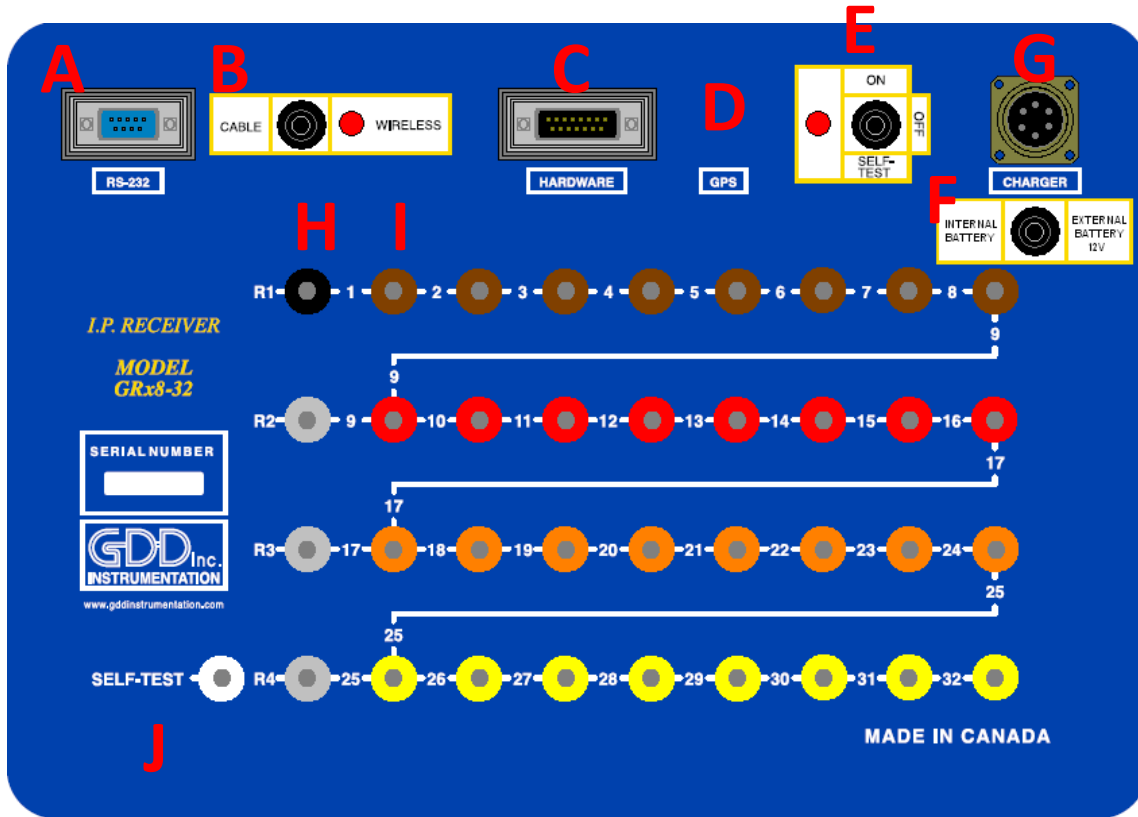 A B C D E G
CABLE WIRELESS
ON
OFF
SELF-
TEST
RS-232 HARDWARE GPS CHARGER
F
INTERNAL
BATTERY
EXTERNAL
BATTERY
12V
H I
R1 1 2 3 4 5 6 7 8
9
9
I.P. RECEIVER
MODEL
GRx8-32
R2 9 10 11 12 13 14 15 16
17
17
SERIAL NUMBER
R3 17 18 19 20 21 22 23 24
25
25
GDD Inc.
INSTRUMENTATION
www.gddinstrumentation.com
SELF-TEST R4 25 26 27 28 29 30 31 32
J
MADE IN CANADA